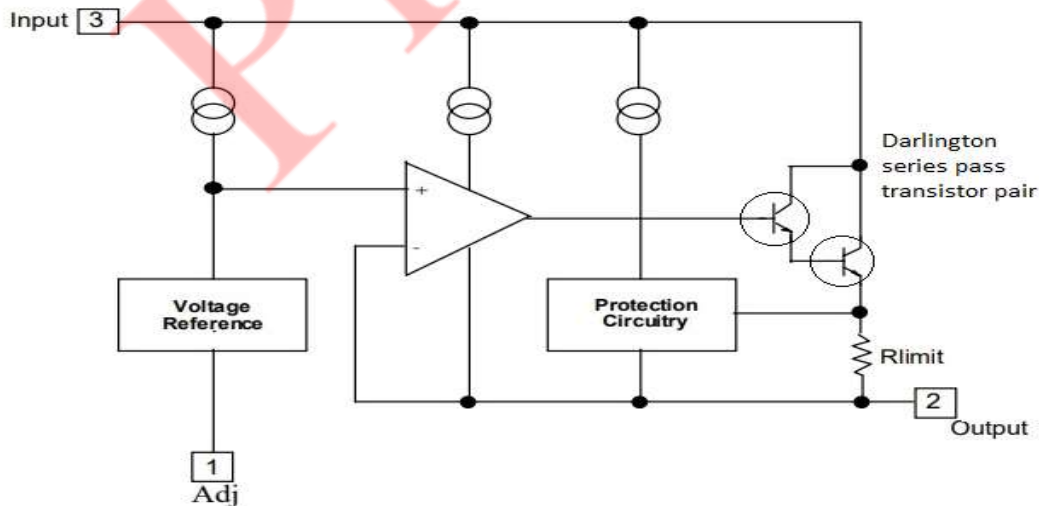 Input 3
Darlington
series pass
transistor pair
+
-
Voltage
Reference
Protection
Circuitry
Rlimit
2
Output
1
Adj